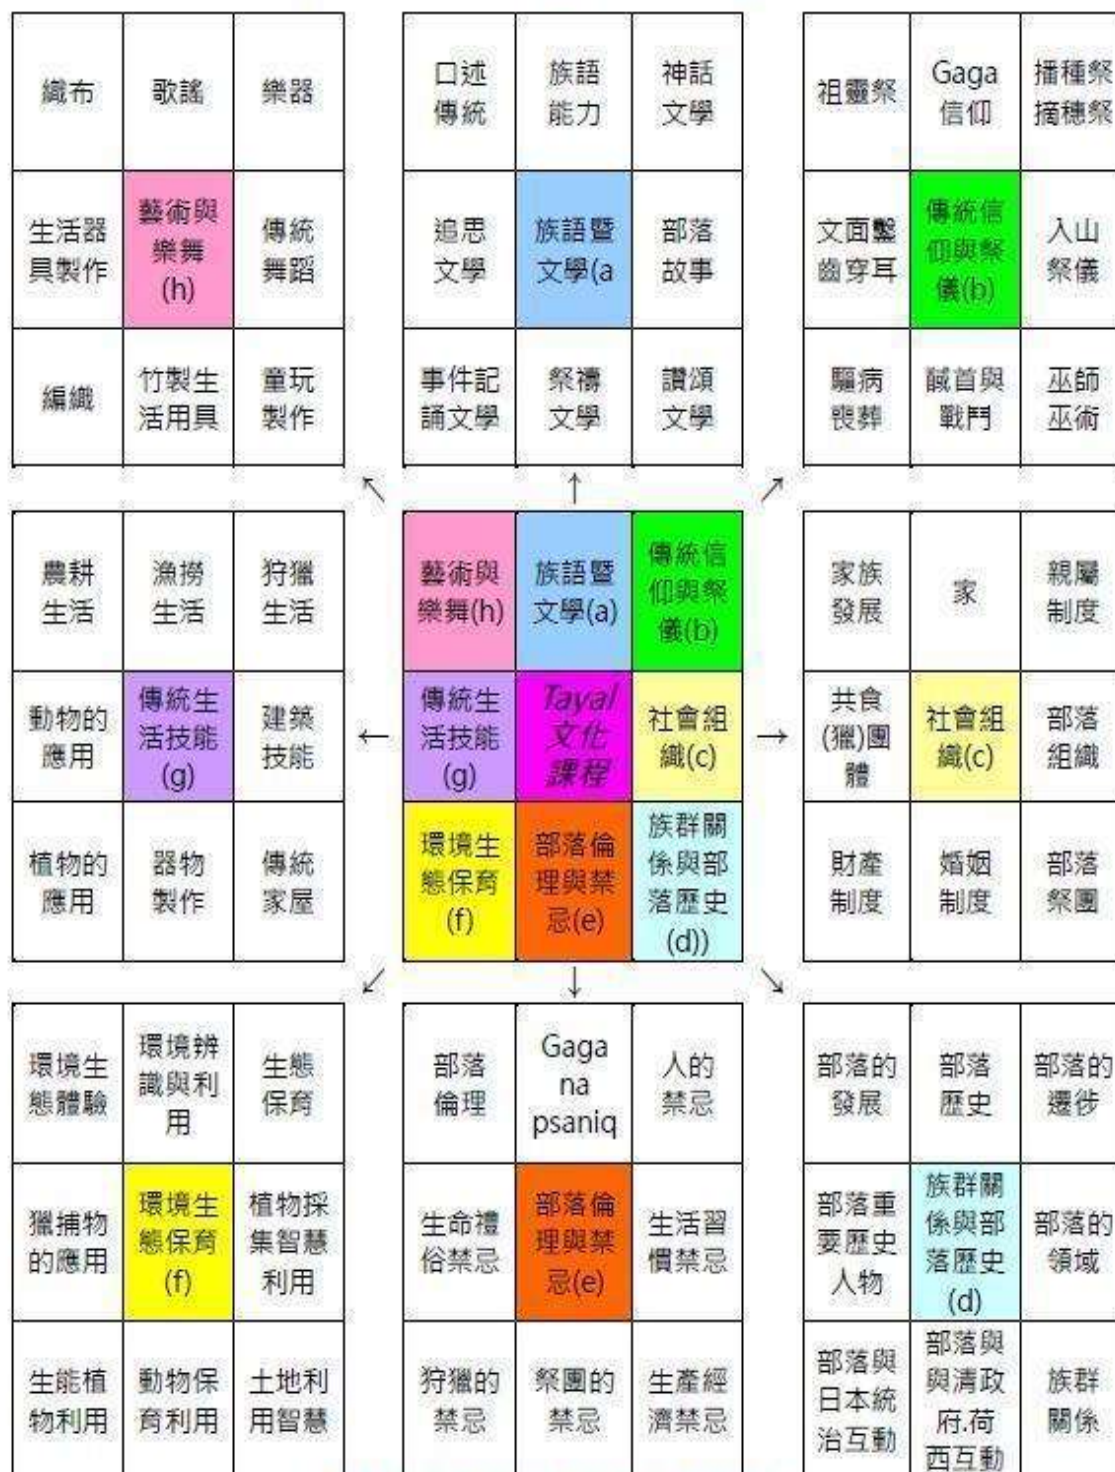 織布
歌謠
樂器
生活器
具製作
藝術與
樂舞
(h)
傳統
舞蹈
編織
竹製生
活用具
童玩
製作
口述
傳統
族語
能力
神話
文學
追思
文學
族語暨
文學(a
部落
故事
事件記
誦文學
祭禱
文學
讚頌
文學
祖靈祭
Gaga
信仰
播種祭
摘穗祭
文面鑿
齒穿耳
傳統信
仰與祭
儀(b)
入山
祭儀
驅病
喪葬
馘首與
戰鬥
巫師
巫術
農耕
生活
漁撈
生活
狩獵
生活
動物的
應用
傳統生
活技能
(g)
建築
技能
植物的
應用
器物
製作
傳統
家屋
藝術與
樂舞(h)
族語暨
文學(a)
傳統信
仰與祭
儀(b)
傳統生
活技能
(g)
Tayal
文化
課程
社會組
織(c)
環境生
態保育
(f)
部落倫
理與禁
忌(e)
族群關
係與部
落歷史
(d))
家族
發展
家
親屬
制度
共食
(獵)團
體
社會組
織(c)
部落
組織
財產
制度
婚姻
制度
部落
祭團
環境生
態體驗
環境辨
識與利
用
生態
保育
獵捕物
的應用
環境生
態保育
(f)
植物採
集智慧
利用
生能植
物利用
動物保
育利用
土地利
用智慧
部落
倫理
Gaga
na
psaniq
人的
禁忌
生命禮
俗禁忌
部落倫
理與禁
忌(e)
生活習
慣禁忌
狩獵的
禁忌
祭團的
禁忌
生產經
濟禁忌
部落的
發展
部落
歷史
部落的
遷徙
部落重
要歷史
人物
族群關
係與部
落歷史
(d)
部落的
領域
部落與
日本統
治互動
部落與
與清政
府.荷
西互動
族群
關係